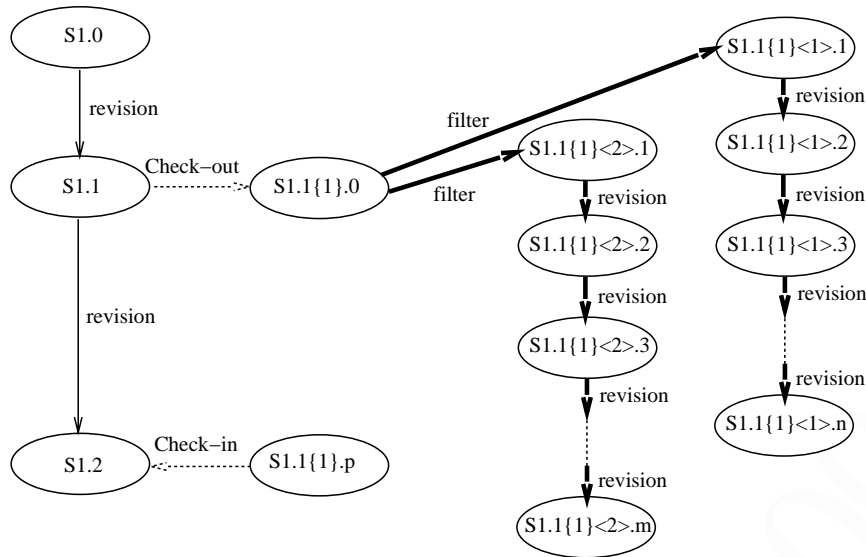 S1.0
revision
S1.1
Check-out
S1.1{1}.0
revision
S1.2
Check-in
S1.1{1}.p
filter
filter
S1.1{1}<2>.1
revision
S1.1{1}<2>.2
revision
S1.1{1}<2>.3
revision
revision
S1.1{1}<2>.m
S1.1{1}<1>.1
revision
S1.1{1}<1>.2
revision
S1.1{1}<1>.3
revision
revision
S1.1{1}<1>.n